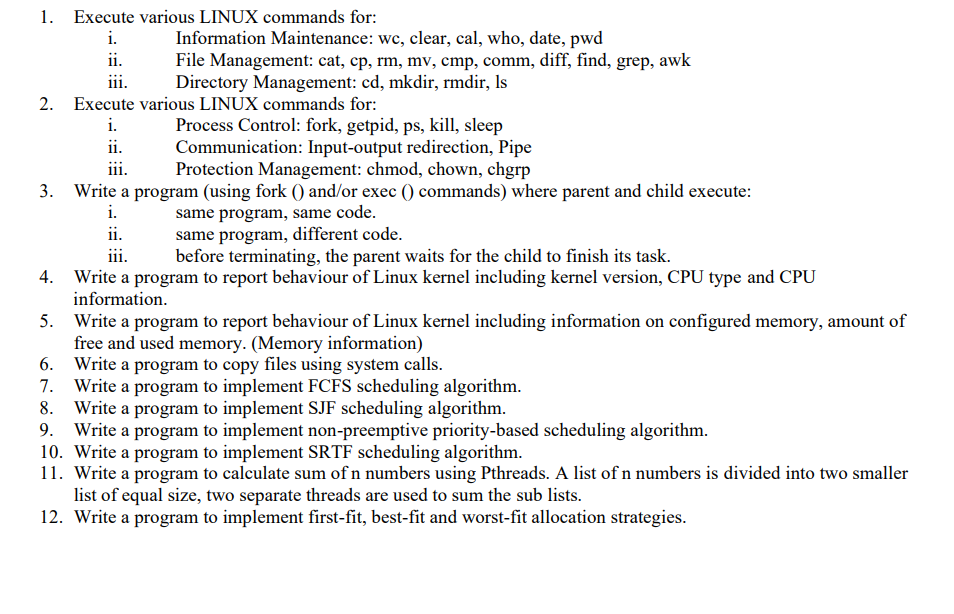 1. Execute various LINUX commands for:
i. Information Maintenance: wc, clear, cal, who, date, pwd
ii. File Management: cat, cp, rm, mv, cmp, comm, diff, find, grep, awk
iii. Directory Management: cd, mkdir, rmdir, ls
2. Execute various LINUX commands for:
i. Process Control: fork, getpid, ps, kill, sleep
ii. Communication: Input-output redirection, Pipe
iii. Protection Management: chmod, chown, chgrp
3. Write a program (using fork () and/or exec () commands) where parent and child execute:
i. same program, same code.
ii. same program, different code.
iii. before terminating, the parent waits for the child to finish its task.
4. Write a program to report behaviour of Linux kernel including kernel version, CPU type and CPU
information.
5. Write a program to report behaviour of Linux kernel including information on configured memory, amount of
free and used memory. (Memory information)
6. Write a program to copy files using system calls.
7. Write a program to implement FCFS scheduling algorithm.
8. Write a program to implement SJF scheduling algorithm.
9. Write a program to implement non-preemptive priority-based scheduling algorithm.
10. Write a program to implement SRTF scheduling algorithm.
11. Write a program to calculate sum of n numbers using Pthreads. A list of n numbers is divided into two smaller
list of equal size, two separate threads are used to sum the sub lists.
12. Write a program to implement first-fit, best-fit and worst-fit allocation strategies.